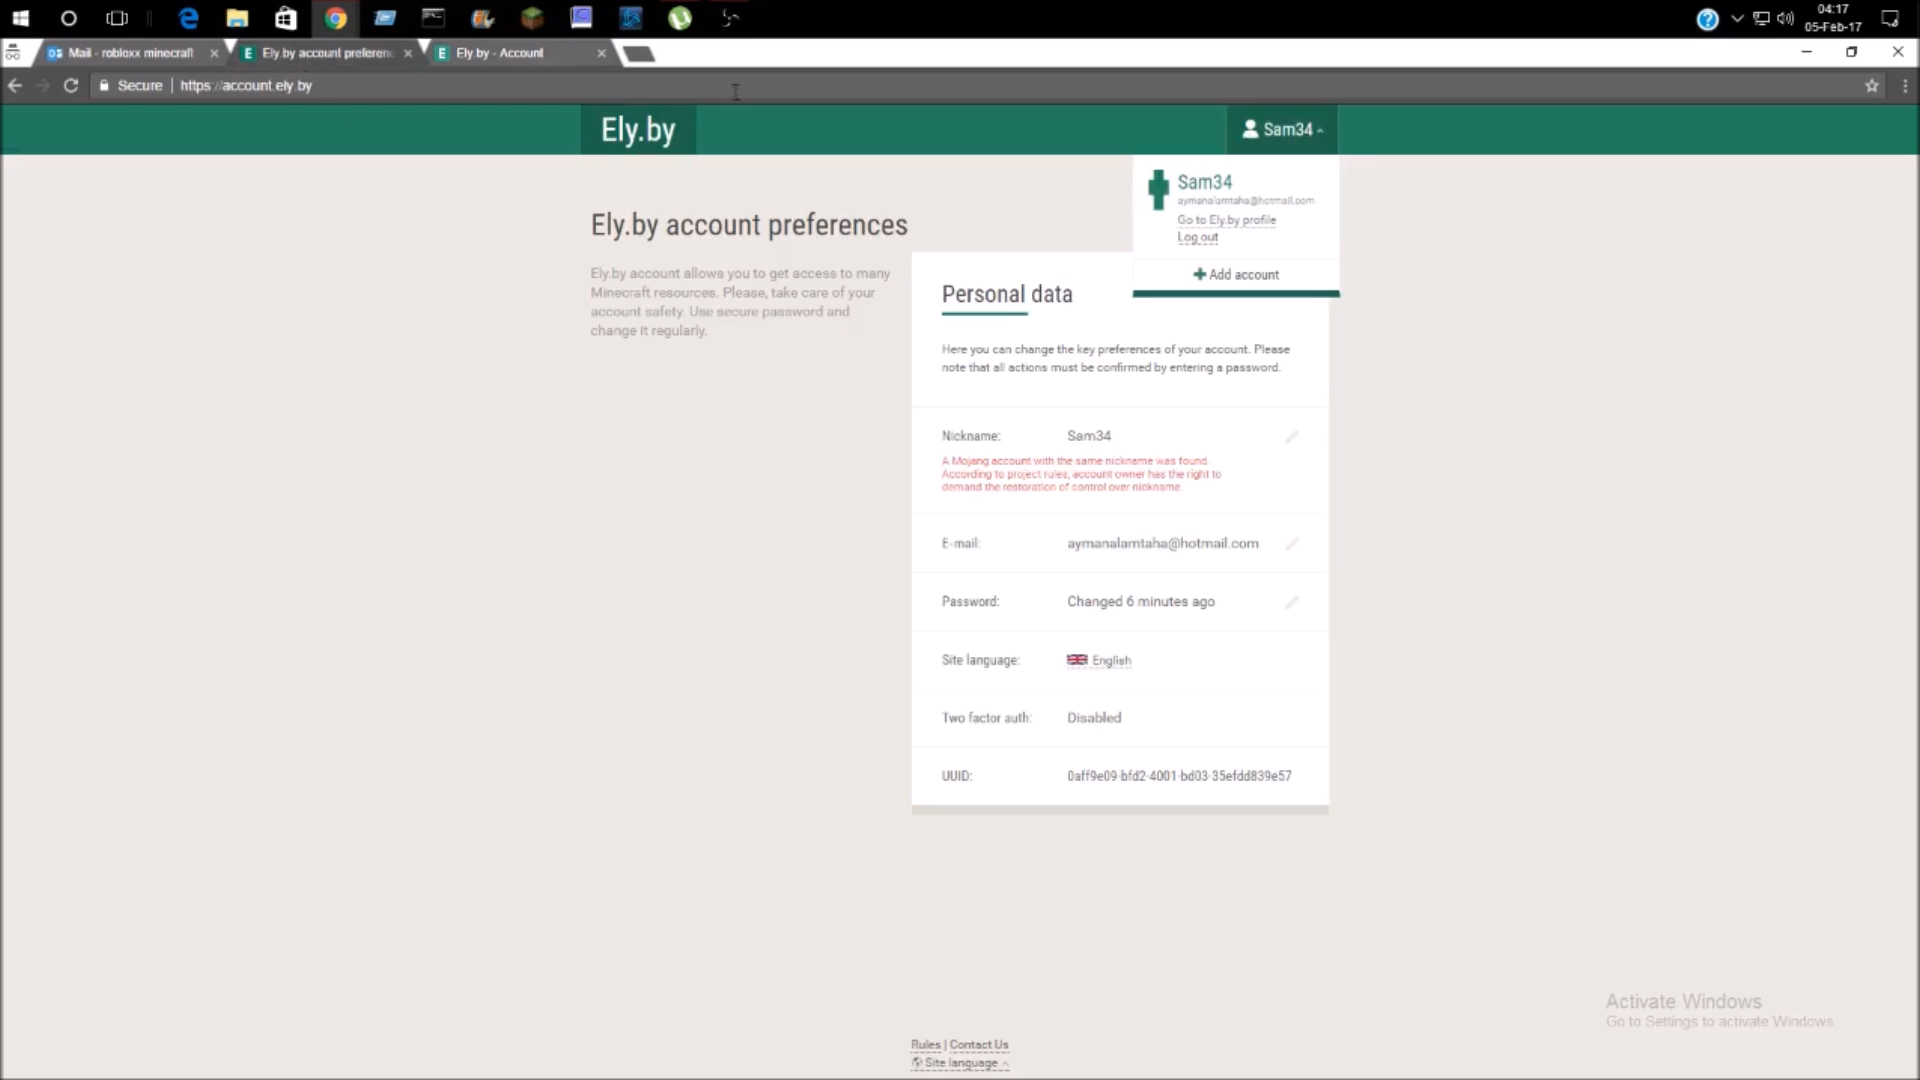 04:17
05-Feb-17
Mail - robloxx minecraft
Ely.by account preferen
Ely.by - Account
Secure
https://account.ely.by
Ely.by
Sam34
Sam34
aymanalamtaha@hotmail.com
Go to Ely.by profile
Log out
Add account
Ely.by account preferences
Ely.by account allows you to get access to many
Minecraft resources. Please, take care of your
account safety. Use secure password and
change it regularly.
Personal data
Here you can change the key preferences of your account. Please
note that all actions must be confirmed by entering a password.
Nickname: Sam34
A Mojang account with the same nickname was found.
According to project rules, account owner has the right to
demand the restoration of control over nickname.
E-mail: aymanalamtaha@hotmail.com
Password: Changed 6 minutes ago
Site language: English
Two factor auth: Disabled
UUID: 0aff9e09-bfd2-4001-bd03-35efdd839e57
Activate Windows
Go to Settings to activate Windows
Rules | Contact Us
Site language